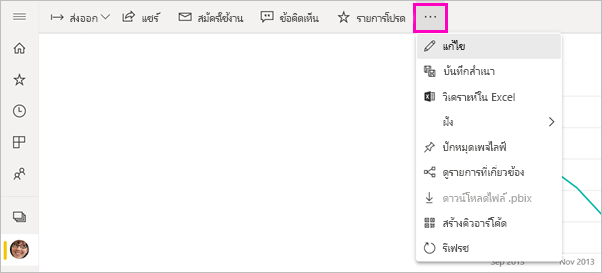 ส่งออก แชร์ สมัครใช้งาน ข้อคิดเห็น รายการโปรด ...
แก้ไข
บันทึกสำเนา
วิเคราะห์ใน Excel
ฝัง
ปักหมุดเพจไลฟ์
ดูรายการที่เกี่ยวข้อง
ดาวน์โหลดไฟล์ .pbix
สร้างคิวอาร์โค้ด
รีเฟรช
Sep 2013 Nov 2013